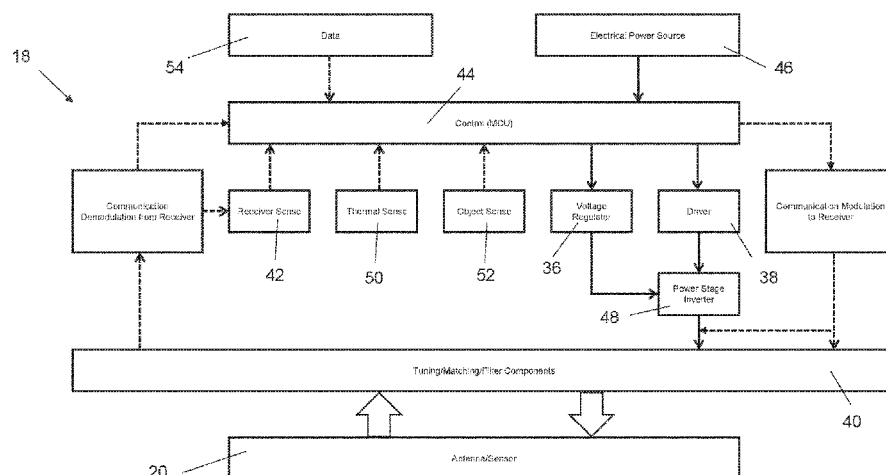 Data
Electrical Power Source
54
46
18
44
Control (MCU)
Communication
Demodulation from Receiver
Receiver Sense
Thermal Sense
Object Sense
Voltage
Regulator
Driver
Communication Modulation
to Receiver
42
50
52
36
38
Power Stage
Inverter
48
Tuning/Matching/Filter Components
40
20
Antenna/Sensor